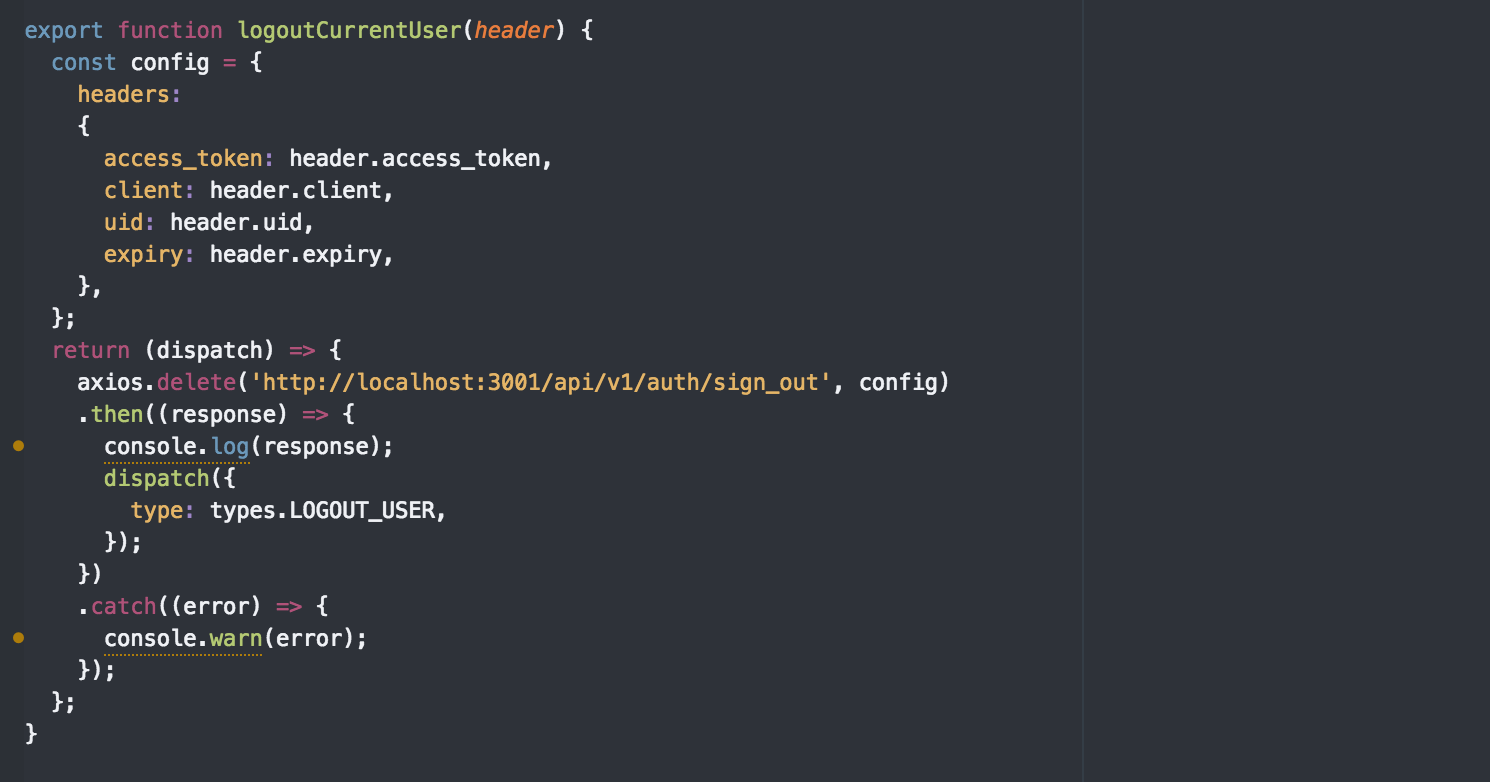 export function logoutCurrentUser(header) {
  const config = {
    headers:
    {
      access_token: header.access_token,
      client: header.client,
      uid: header.uid,
      expiry: header.expiry,
    },
  };
  return (dispatch) => {
    axios.delete('http://localhost:3001/api/v1/auth/sign_out', config)
    .then((response) => {
      console.log(response);
      dispatch({
        type: types.LOGOUT_USER,
      });
    })
    .catch((error) => {
      console.warn(error);
    });
  };
}